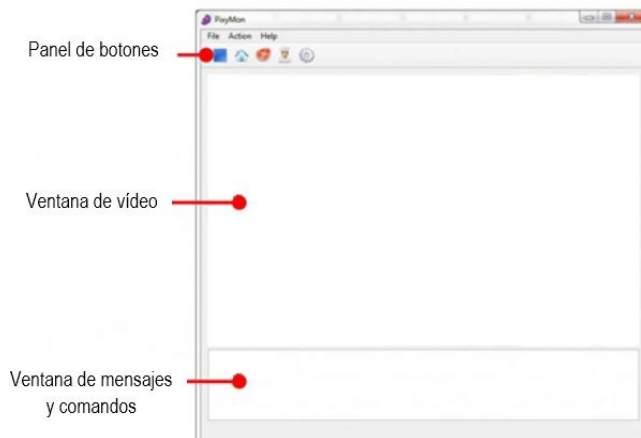 PixyMon
File Action Help
Panel de botones
Ventana de vídeo
Ventana de mensajes
y comandos